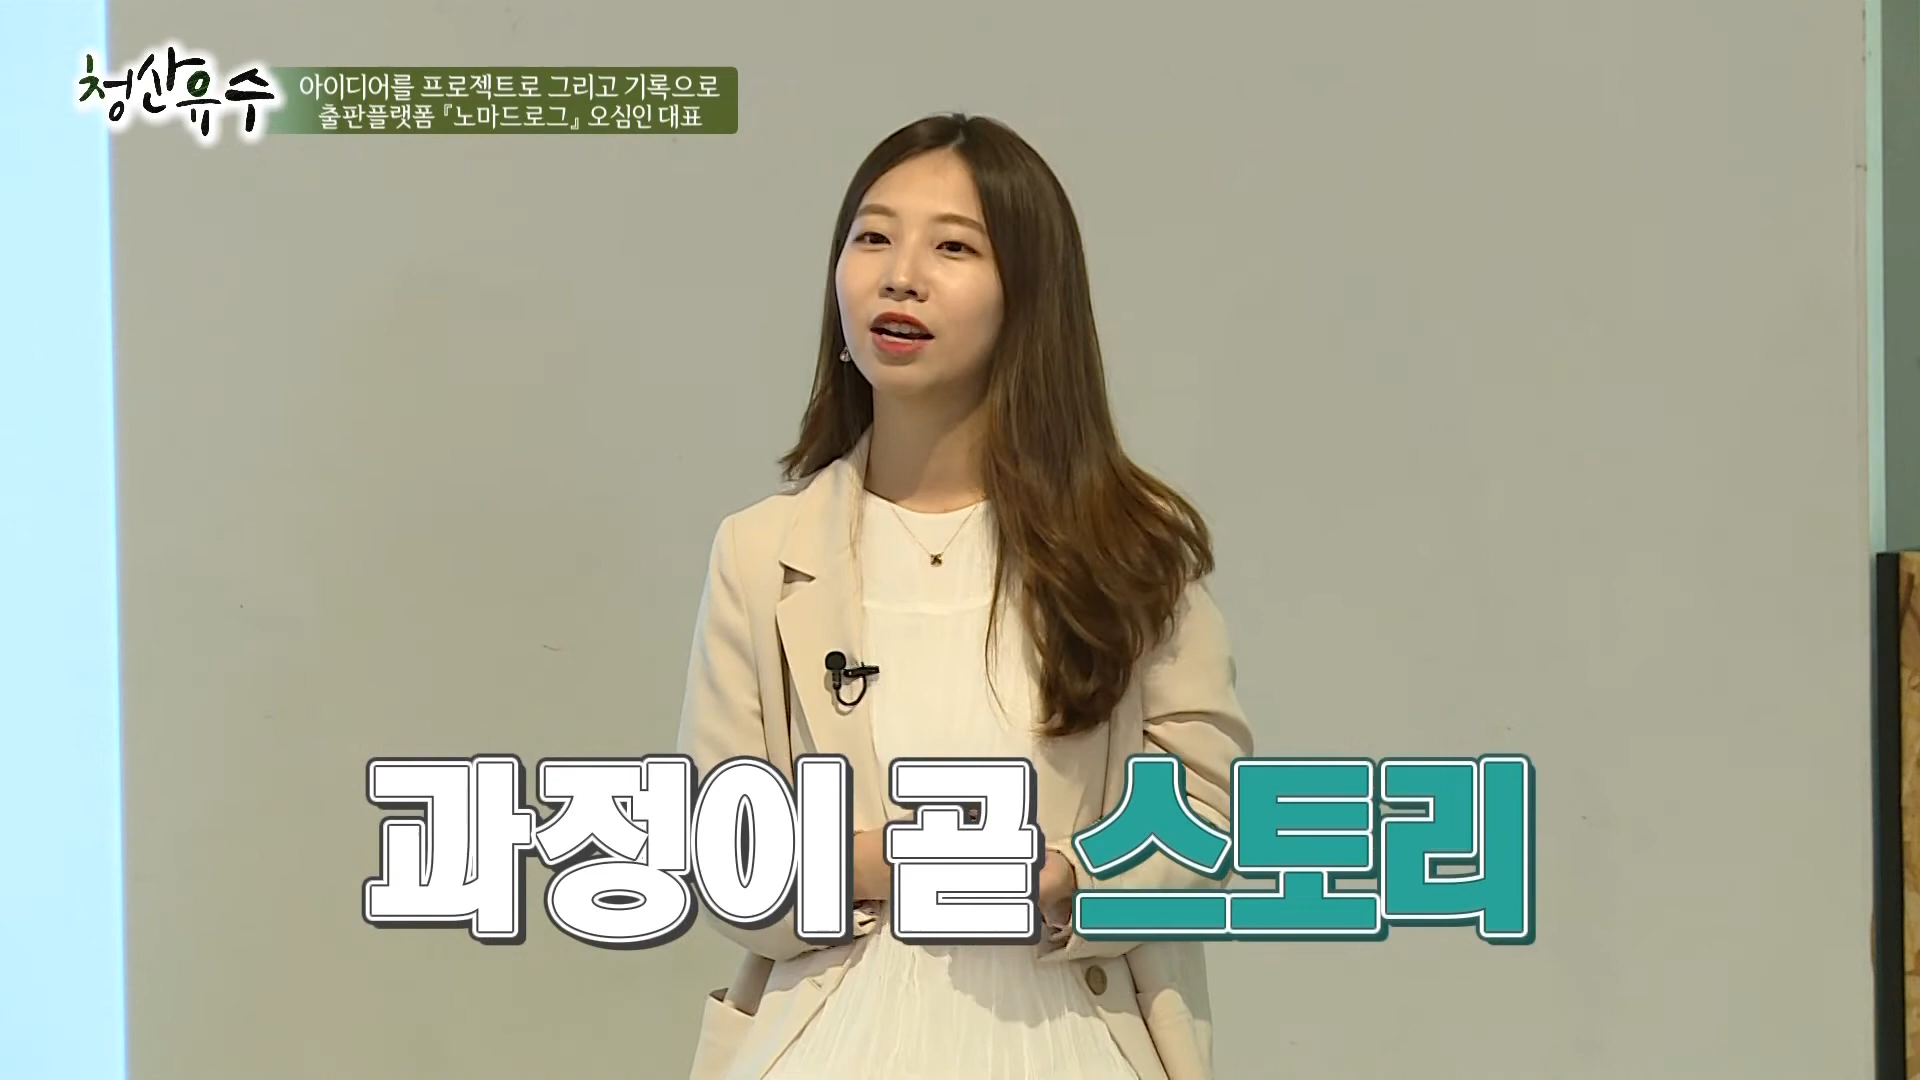 청산유수
아이디어를 프로젝트로 그리고 기록으로
출판플랫폼『노마드로그』 오심인 대표
과정이 곧 스토리